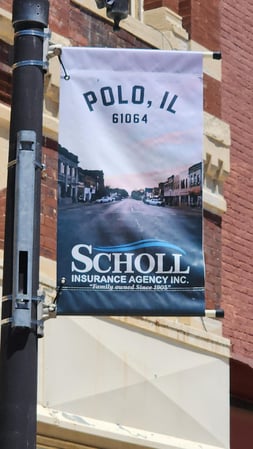 POLO, IL
61064
SCHOLL
INSURANCE AGENCY INC.
"Family owned Since 1905"